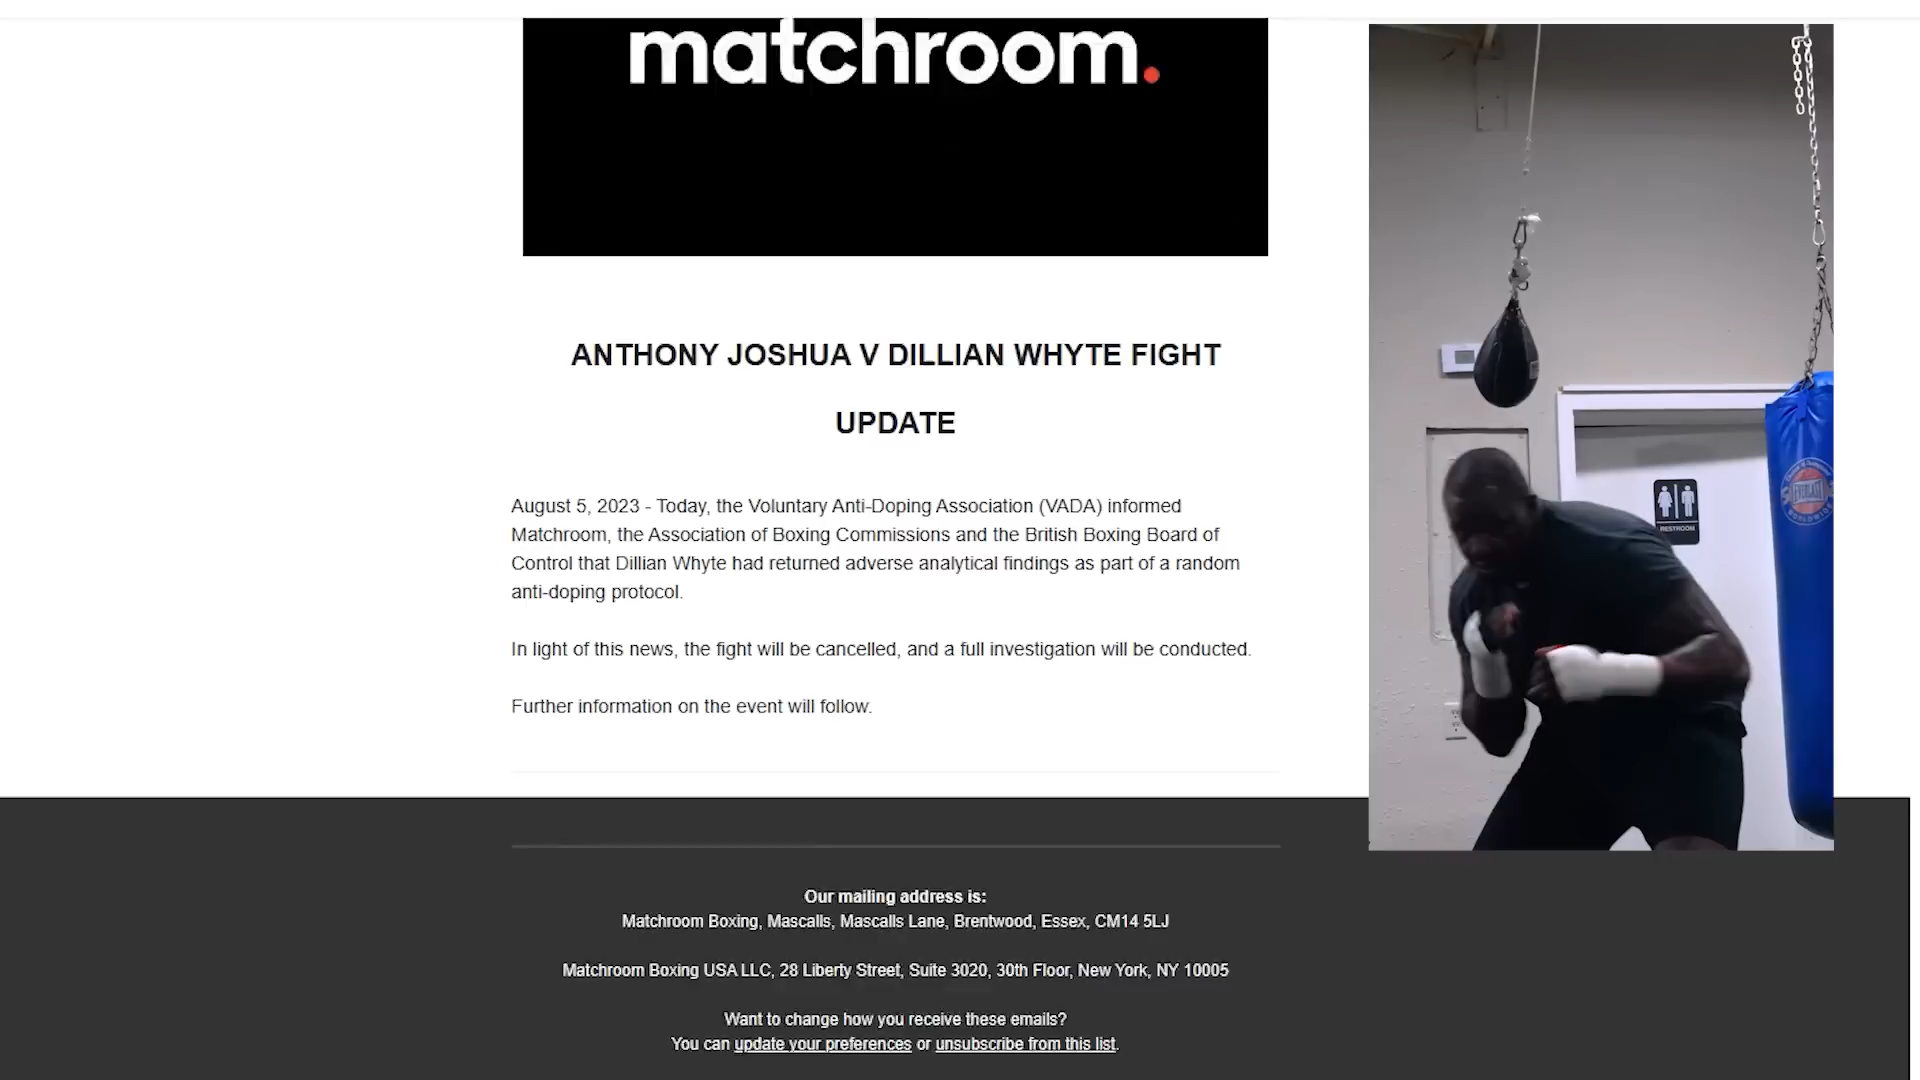 matchroom.
ANTHONY JOSHUA V DILLIAN WHYTE FIGHT
UPDATE
August 5, 2023 - Today, the Voluntary Anti-Doping Association (VADA) informed
Matchroom, the Association of Boxing Commissions and the British Boxing Board of
Control that Dillian Whyte had returned adverse analytical findings as part of a random
anti-doping protocol.
In light of this news, the fight will be cancelled, and a full investigation will be conducted.
Further information on the event will follow.
Our mailing address is:
Matchroom Boxing, Mascalls, Mascalls Lane, Brentwood, Essex, CM14 5LJ
Matchroom Boxing USA LLC, 28 Liberty Street, Suite 3020, 30th Floor, New York, NY 10005
Want to change how you receive these emails?
You can update your preferences or unsubscribe from this list.
RESTROOM
EVERLAST